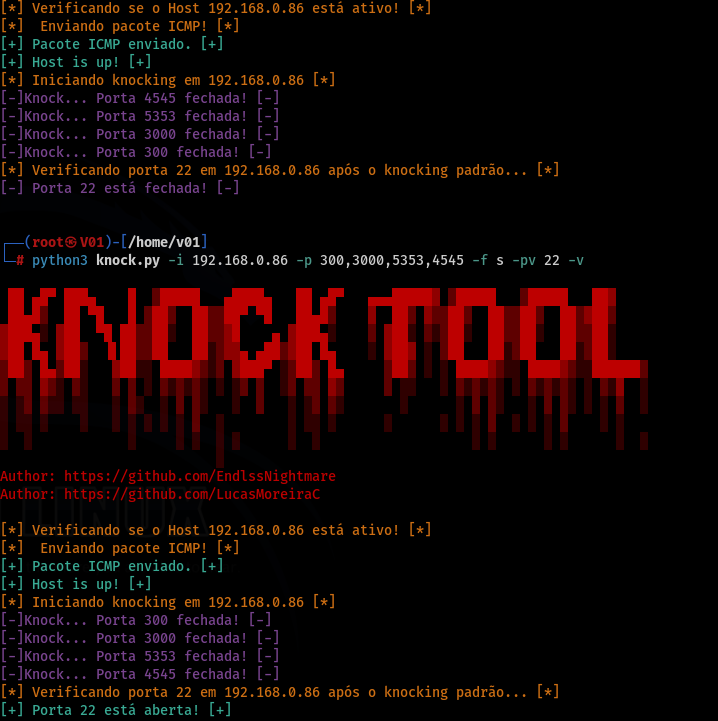 [*] Verificando se o Host 192.168.0.86 está ativo! [*]
[*]  Enviando pacote ICMP! [*]
[+] Pacote ICMP enviado. [+]
[+] Host is up! [+]
[*] Iniciando knocking em 192.168.0.86 [*]
[-]Knock... Porta 4545 fechada! [-]
[-]Knock... Porta 5353 fechada! [-]
[-]Knock... Porta 3000 fechada! [-]
[-]Knock... Porta 300 fechada! [-]
[*] Verificando porta 22 em 192.168.0.86 após o knocking padrão... [*]
[-] Porta 22 está fechada! [-]
┌──(root㉿V01)-[/home/v01]
└─# python3 knock.py -i 192.168.0.86 -p 300,3000,5353,4545 -f s -pv 22 -v
KNOCK TOOL
Author: https://github.com/EndlssNightmare
Author: https://github.com/LucasMoreiraC
[*] Verificando se o Host 192.168.0.86 está ativo! [*]
[*]  Enviando pacote ICMP! [*]
[+] Pacote ICMP enviado. [+]
[+] Host is up! [+]
[*] Iniciando knocking em 192.168.0.86 [*]
[-]Knock... Porta 300 fechada! [-]
[-]Knock... Porta 3000 fechada! [-]
[-]Knock... Porta 5353 fechada! [-]
[-]Knock... Porta 4545 fechada! [-]
[*] Verificando porta 22 em 192.168.0.86 após o knocking padrão... [*]
[+] Porta 22 está aberta! [+]